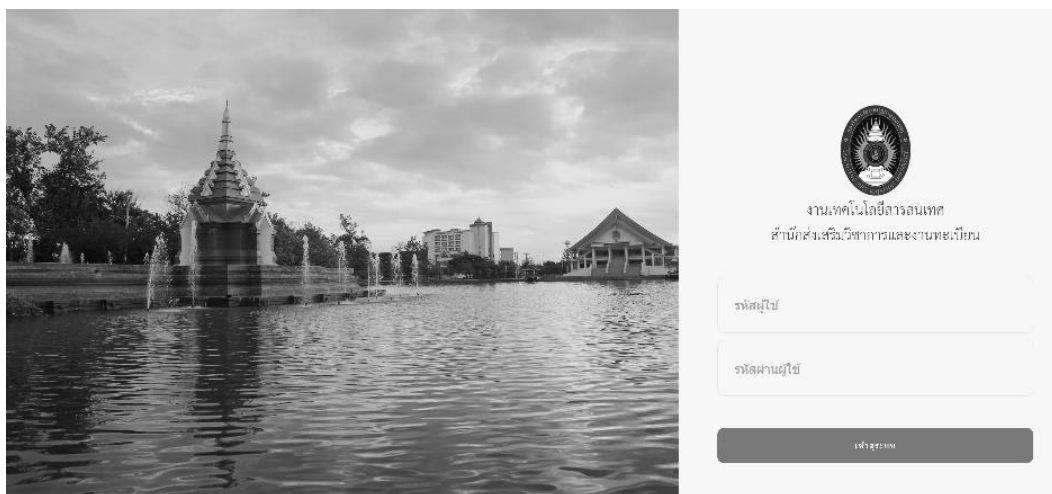 งานเทคโนโลยีสารสนเทศ
สำนักส่งเสริมวิชาการและงานทะเบียน
รหัสผู้ใช้
รหัสผ่านผู้ใช้
เข้าสู่ระบบ